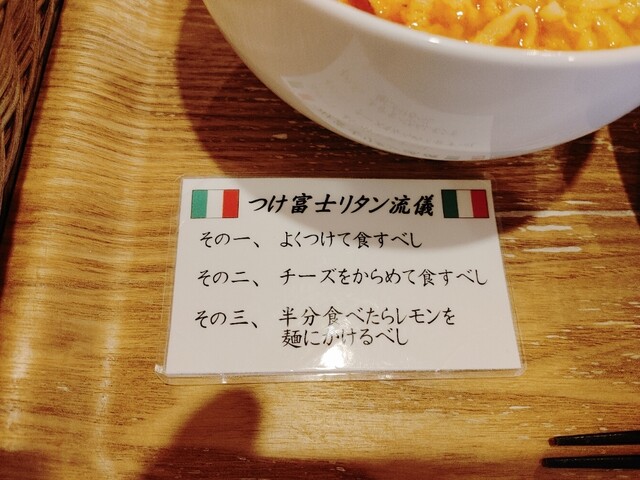 つけ富士リタン流儀
その一、 よくつけて食すべし
その二、 チーズをからめて食すべし
その三、 半分食べたらレモンを
麺にかけるべし